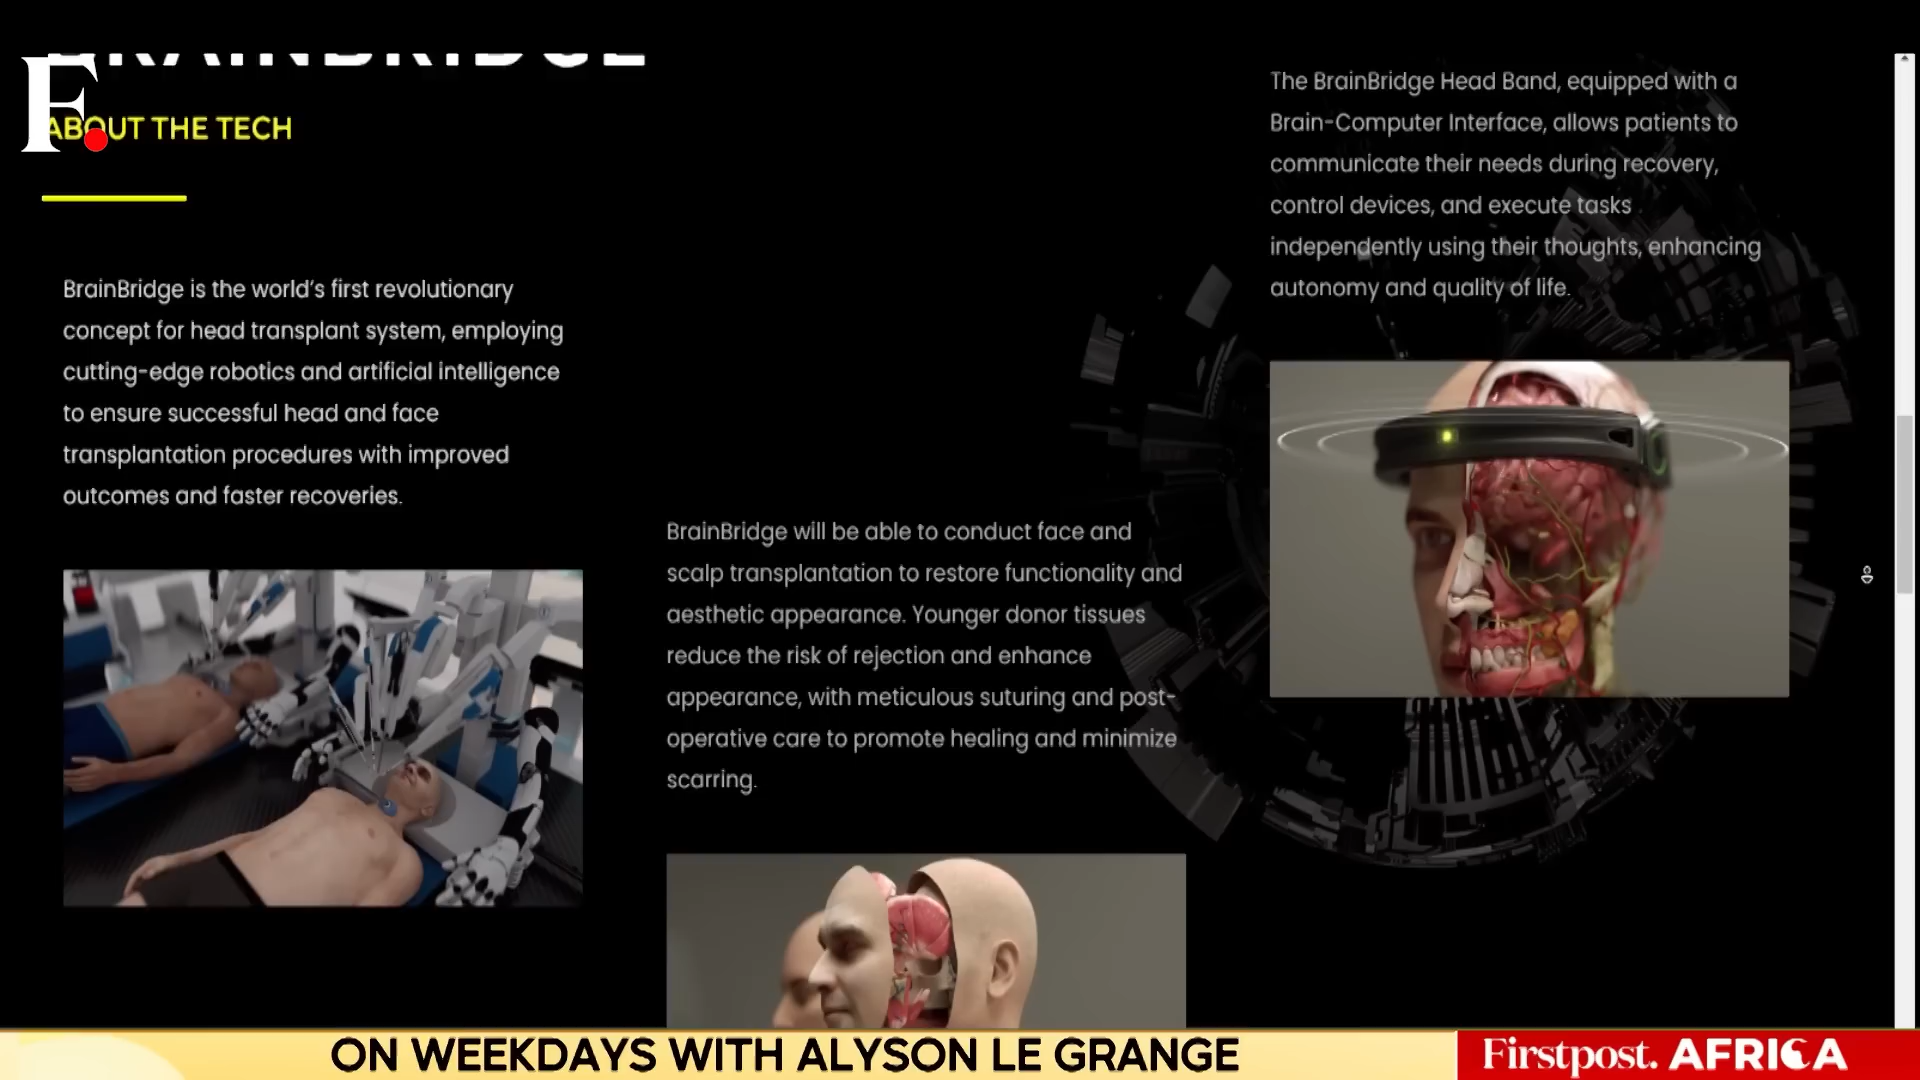 BRAINBRIDGE
F.
ABOUT THE TECH
BrainBridge is the world's first revolutionary
concept for head transplant system, employing
cutting-edge robotics and artificial intelligence
to ensure successful head and face
transplantation procedures with improved
outcomes and faster recoveries.
BrainBridge will be able to conduct face and
scalp transplantation to restore functionality and
aesthetic appearance. Younger donor tissues
reduce the risk of rejection and enhance
appearance, with meticulous suturing and post-
operative care to promote healing and minimize
scarring.
The BrainBridge Head Band, equipped with a
Brain-Computer Interface, allows patients to
communicate their needs during recovery,
control devices, and execute tasks
independently using their thoughts, enhancing
autonomy and quality of life.
ON WEEKDAYS WITH ALYSON LE GRANGE
Firstpost. AFRICA